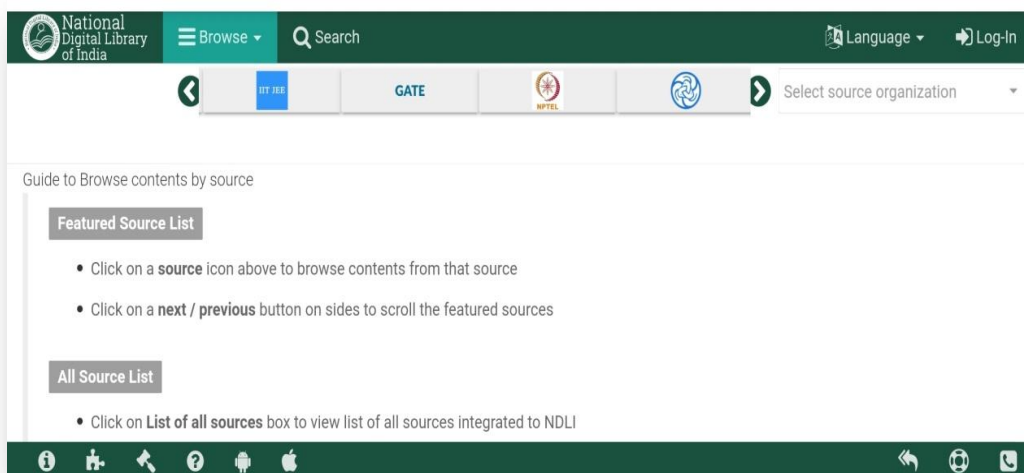 National
Digital Library
of India
Browse
Search
Language
Log-In
IIT JEE
GATE
NPTEL
Select source organization
Guide to Browse contents by source
Featured Source List
• Click on a source icon above to browse contents from that source
• Click on a next / previous button on sides to scroll the featured sources
All Source List
• Click on List of all sources box to view list of all sources integrated to NDLI